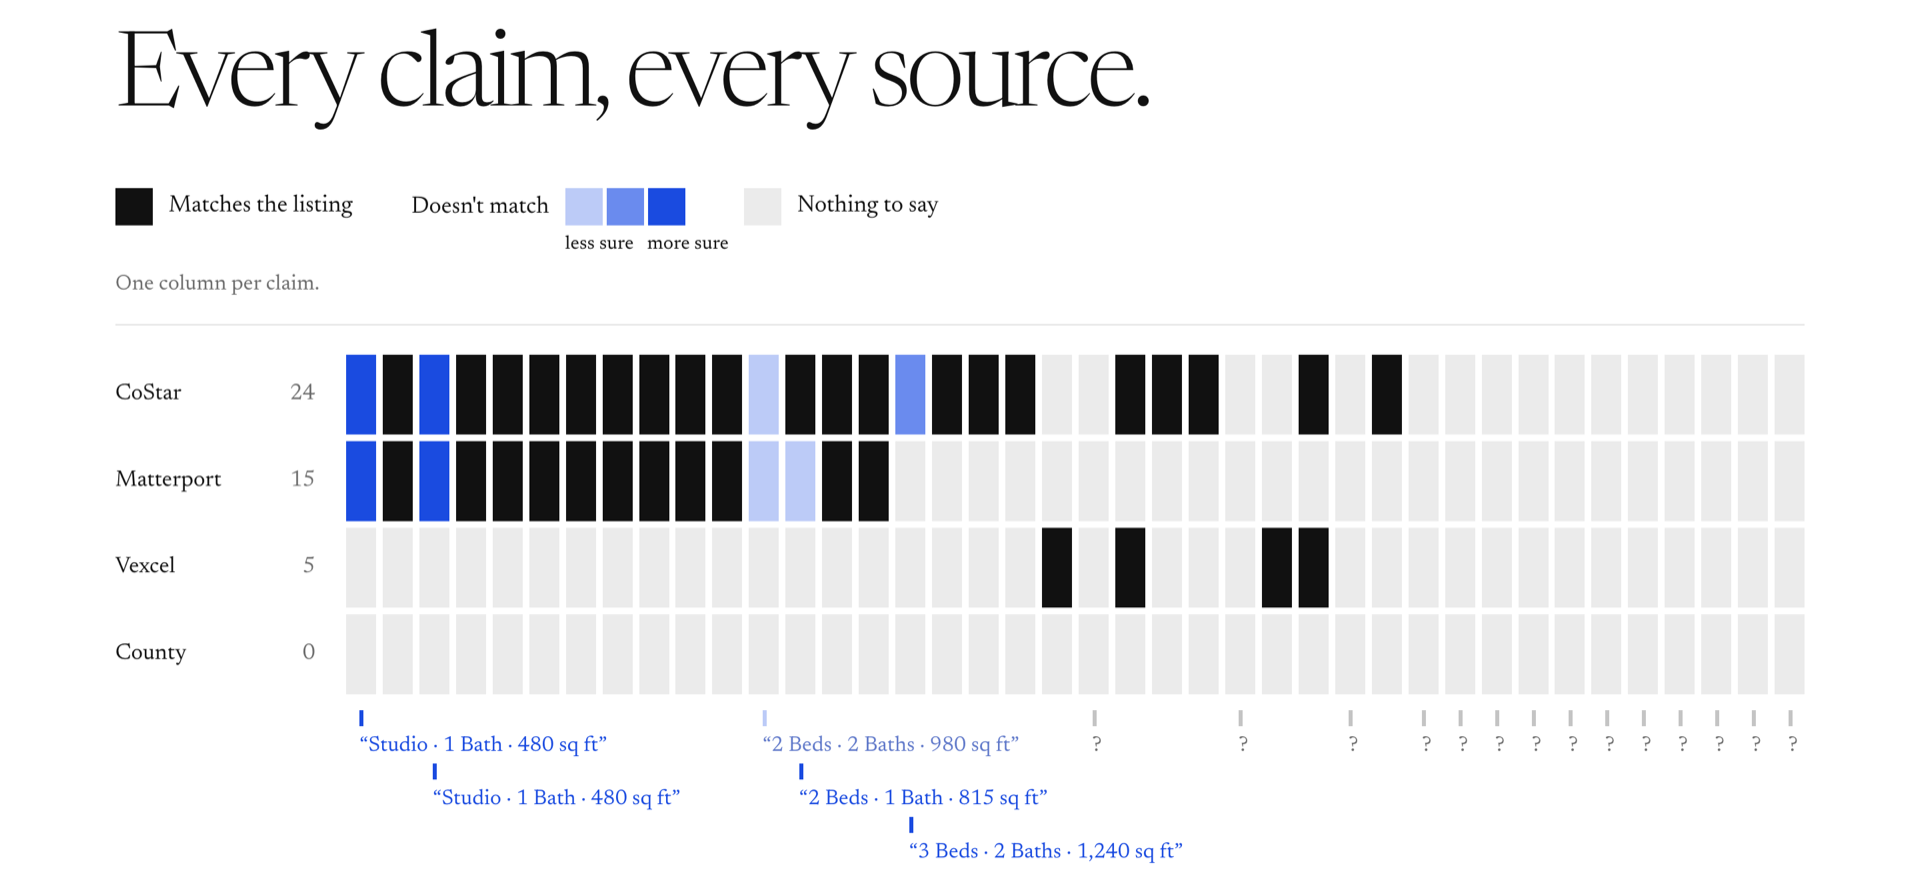 Every claim, every source.
Matches the listing
Doesn't match
less sure more sure
Nothing to say
One column per claim.
CoStar 24
Matterport 15
Vexcel 5
County 0
“Studio · 1 Bath · 480 sq ft” “2 Beds · 2 Baths · 980 sq ft” ? ? ? ? ? ? ? ? ? ? ? ? ? ?
“Studio · 1 Bath · 480 sq ft” “2 Beds · 1 Bath · 815 sq ft”
“3 Beds · 2 Baths · 1,240 sq ft”